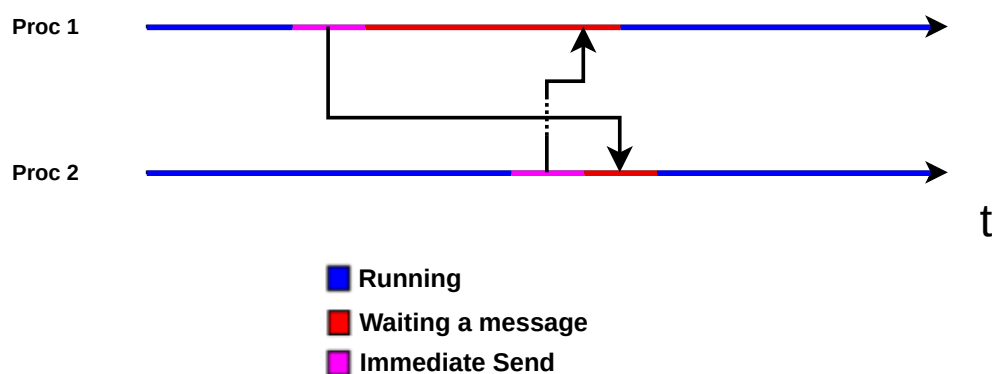 Proc 1
Proc 2
t
Running
Waiting a message
Immediate Send